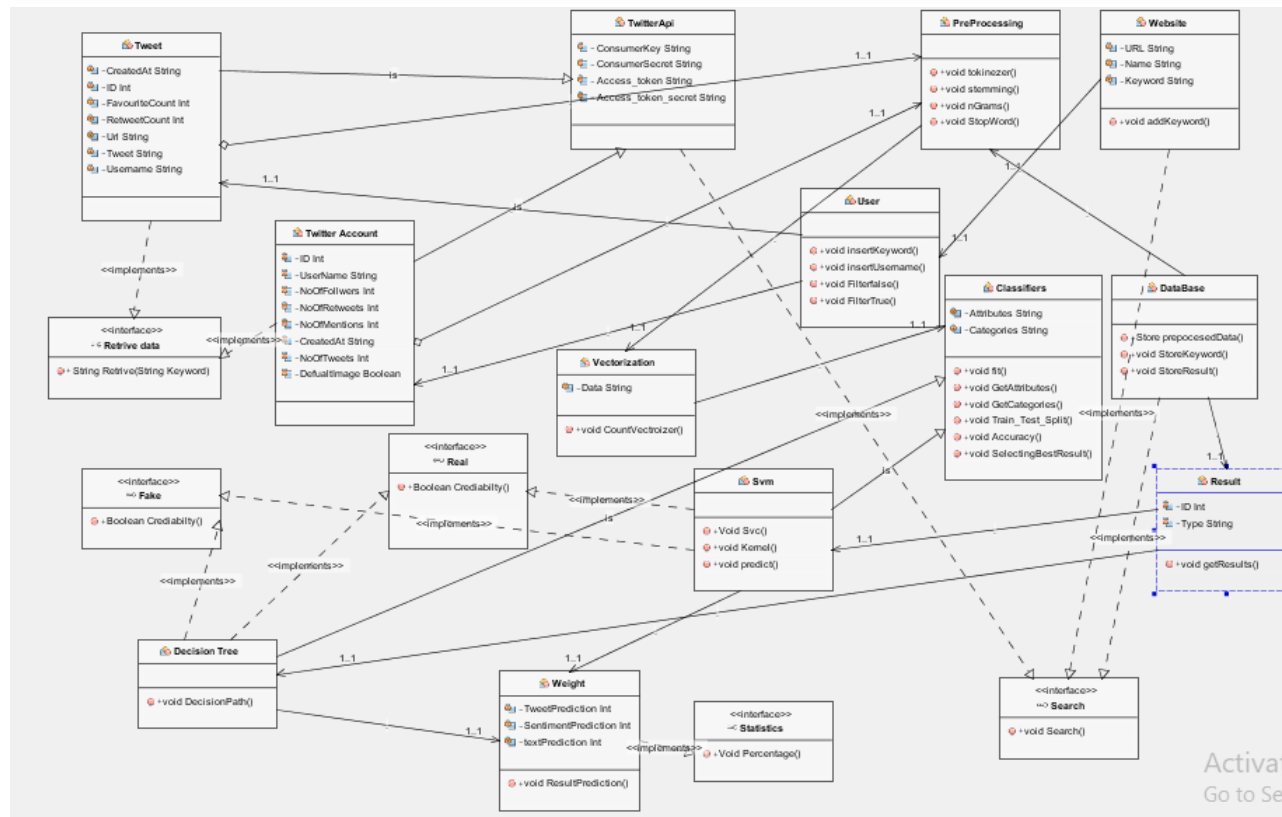 Tweet
-CreatedAt String
-ID Int
-FavouriteCount Int
-RetweetCount Int
-Url String
-Tweet String
-Username String
TwitterApi
-ConsumerKey String
-ConsumerSecret String
-Access_token String
-Access_token_secret String
PreProcessing
+void tokinezer()
+void stemming()
+void nGrams()
+void StopWord()
Website
-URL String
-Name String
-Keyword String
+void addKeyword()
is
1..1
1..1
1..1
1..1
is
User
+void insertKeyword()
+void insertUsername()
+void Filterfalse()
+void FilterTrue()
1..1
Twitter Account
-ID Int
-UserName String
-NoOfFollwers Int
-NoOfRetweets Int
-NoOfMentions Int
-CreatedAt String
-NoOfTweets Int
-DefualtImage Boolean
<<implements>>
<<interface>>
Retrive data
+ String Retrive(String Keyword)
<<implements>>
1..1
1..1
1..1
Classifiers
-Attributes String
-Categories String
+void fit()
+void GetAttributes()
+void GetCategories()
+void Train_Test_Split()
+void Accuracy()
+void SelectingBestResult()
DataBase
+Store prepocesedData()
+void StoreKeyword()
+void StoreResult()
Vectorization
-Data String
+void CountVectroizer()
<<implements>>
<<implements>>
<<interface>>
Real
+Boolean Crediabilty()
<<interface>>
Fake
+Boolean Crediabilty()
<<implements>>
<<implements>>
is
is
Svm
+Void Svc()
+void Kernel()
+void predict()
1..1
Result
-ID Int
-Type String
+void getResults()
1..1
<<implements>>
<<implements>>
<<implements>>
Decision Tree
+void DecisionPath()
1..1
1..1
1..1
Weight
-TweetPrediction Int
-SentimentPrediction Int
-textPrediction Int
+void ResultPrediction()
<<implements>>
<<interface>>
Statistics
+Void Percentage()
<<interface>>
Search
+void Search()
Activa
Go to Se